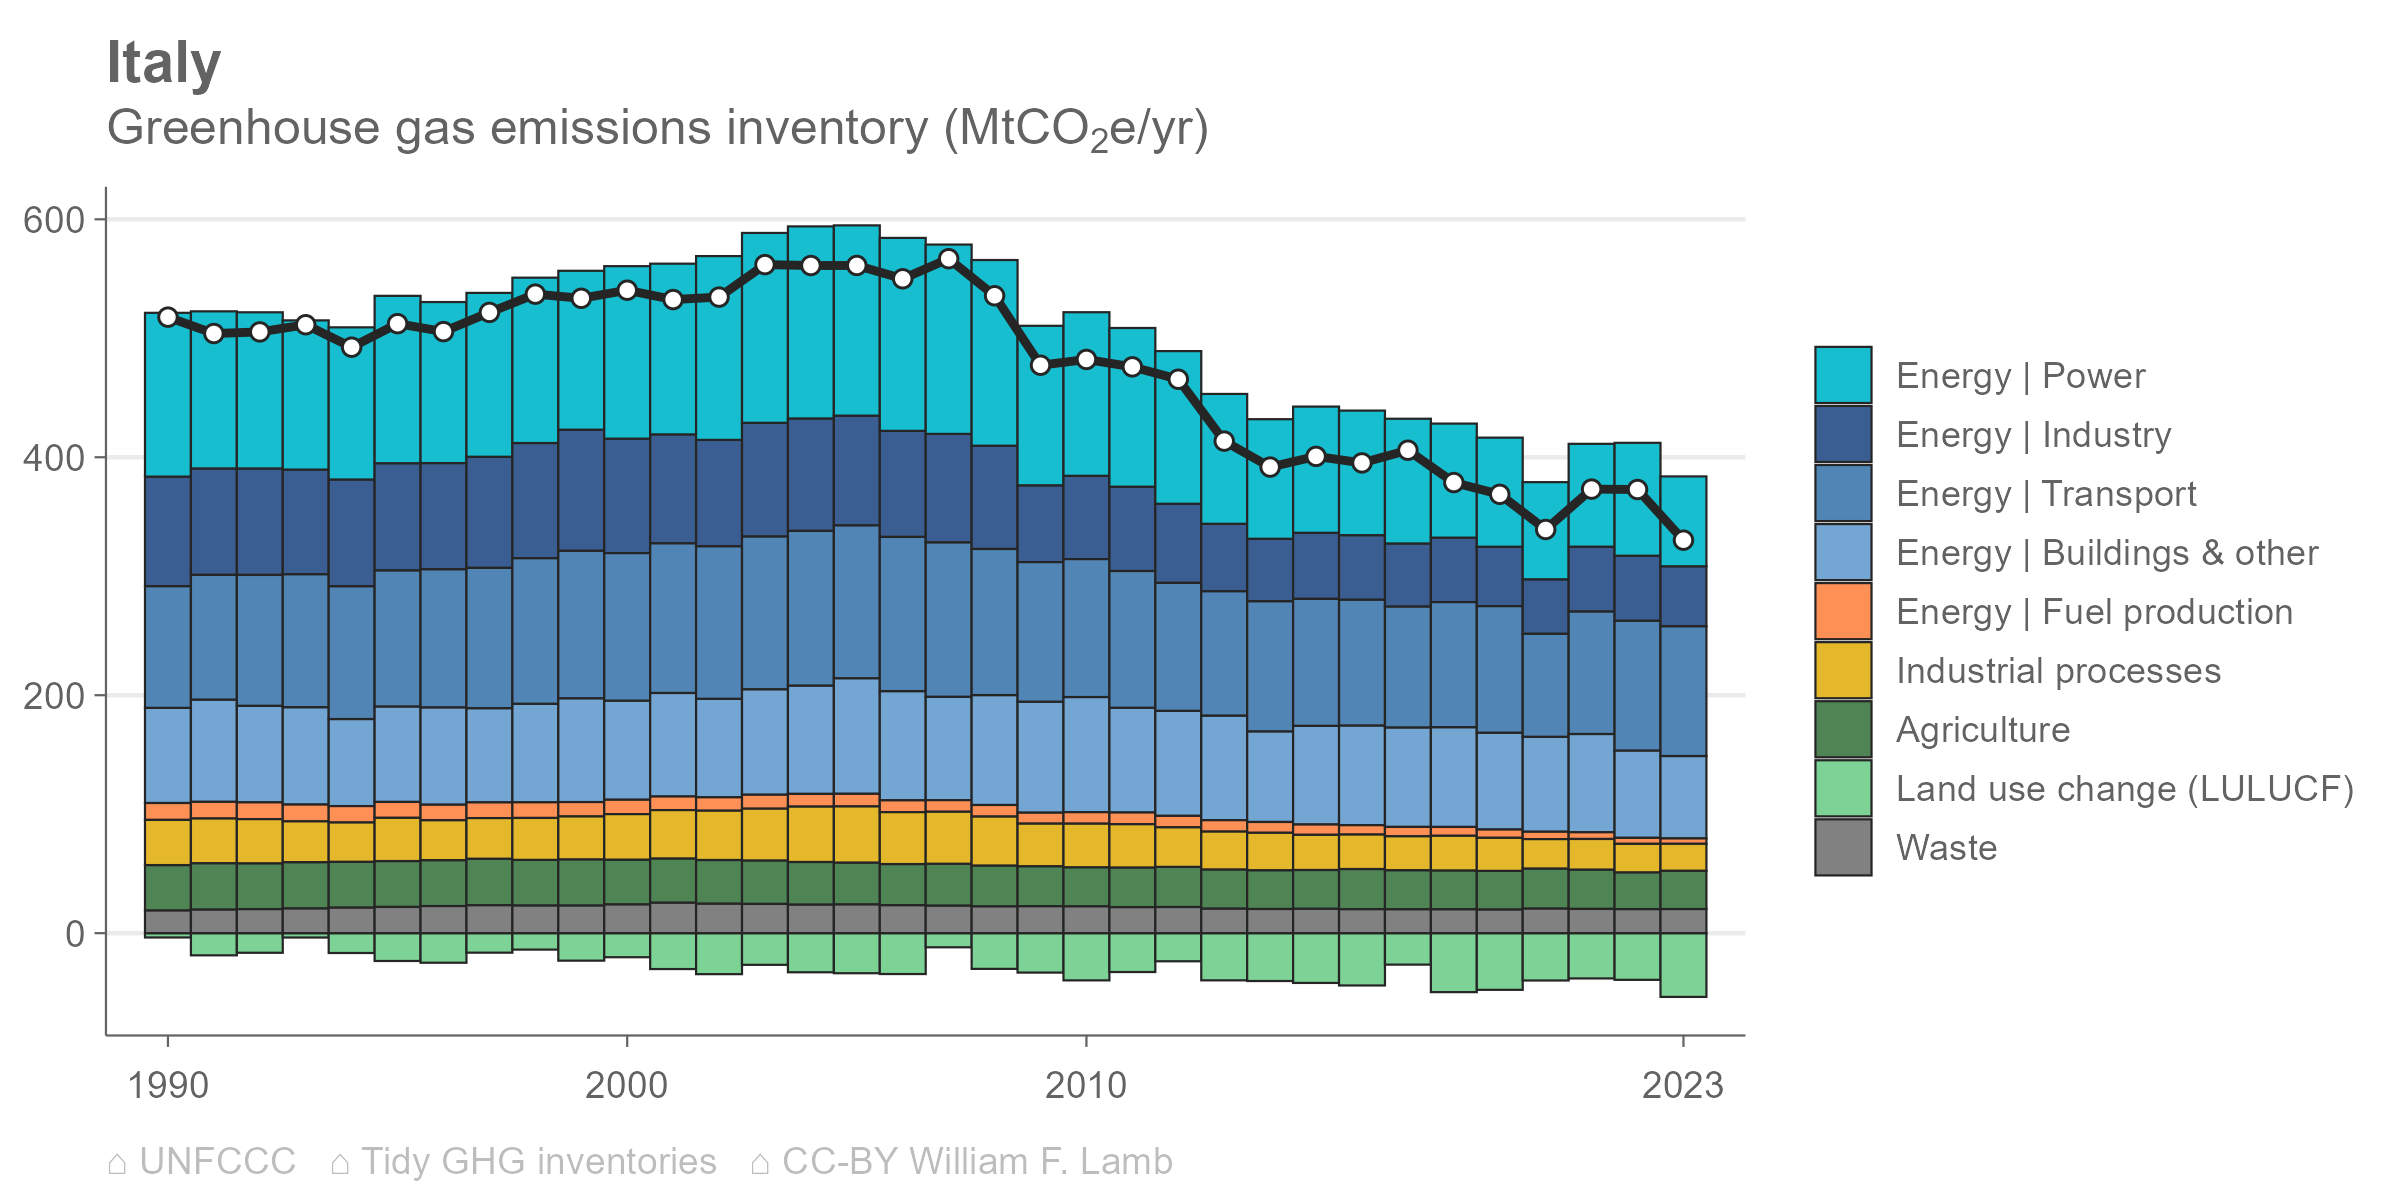 Italy
Greenhouse gas emissions inventory (MtCO₂e/yr)
600
400
200
0
1990
2000
2010
2023
Energy | Power
Energy | Industry
Energy | Transport
Energy | Buildings & other
Energy | Fuel production
Industrial processes
Agriculture
Land use change (LULUCF)
Waste
⌂ UNFCCC ⌂ Tidy GHG inventories ⌂ CC-BY William F. Lamb